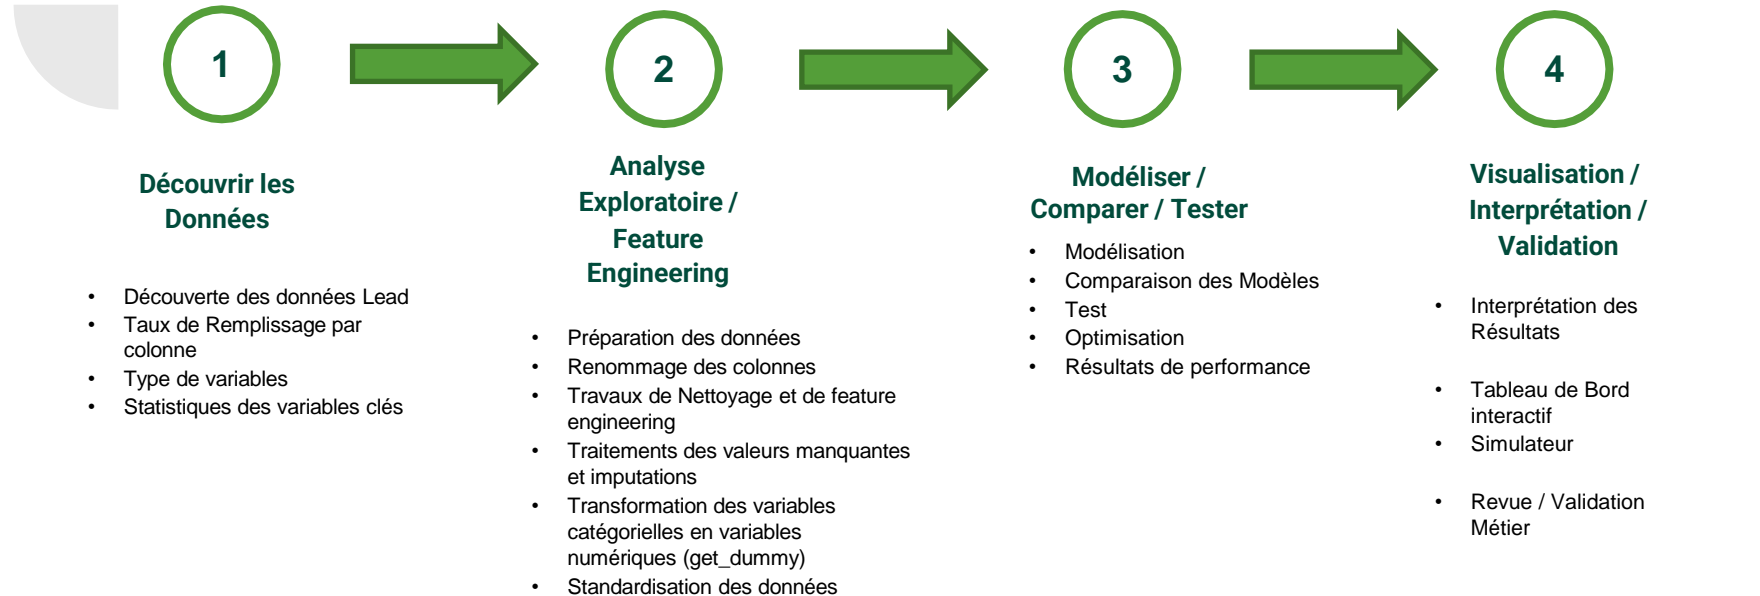 1
Découvrir les
Données
• Découverte des données Lead
• Taux de Remplissage par
colonne
• Type de variables
• Statistiques des variables clés
2
Analyse
Exploratoire /
Feature
Engineering
• Préparation des données
• Renommage des colonnes
• Travaux de Nettoyage et de feature
engineering
• Traitements des valeurs manquantes
et imputations
• Transformation des variables
catégorielles en variables
numériques (get_dummy)
• Standardisation des données
3
Modéliser /
Comparer / Tester
• Modélisation
• Comparaison des Modèles
• Test
• Optimisation
• Résultats de performance
4
Visualisation /
Interprétation /
Validation
• Interprétation des
Résultats
• Tableau de Bord
interactif
• Simulateur
• Revue / Validation
Métier